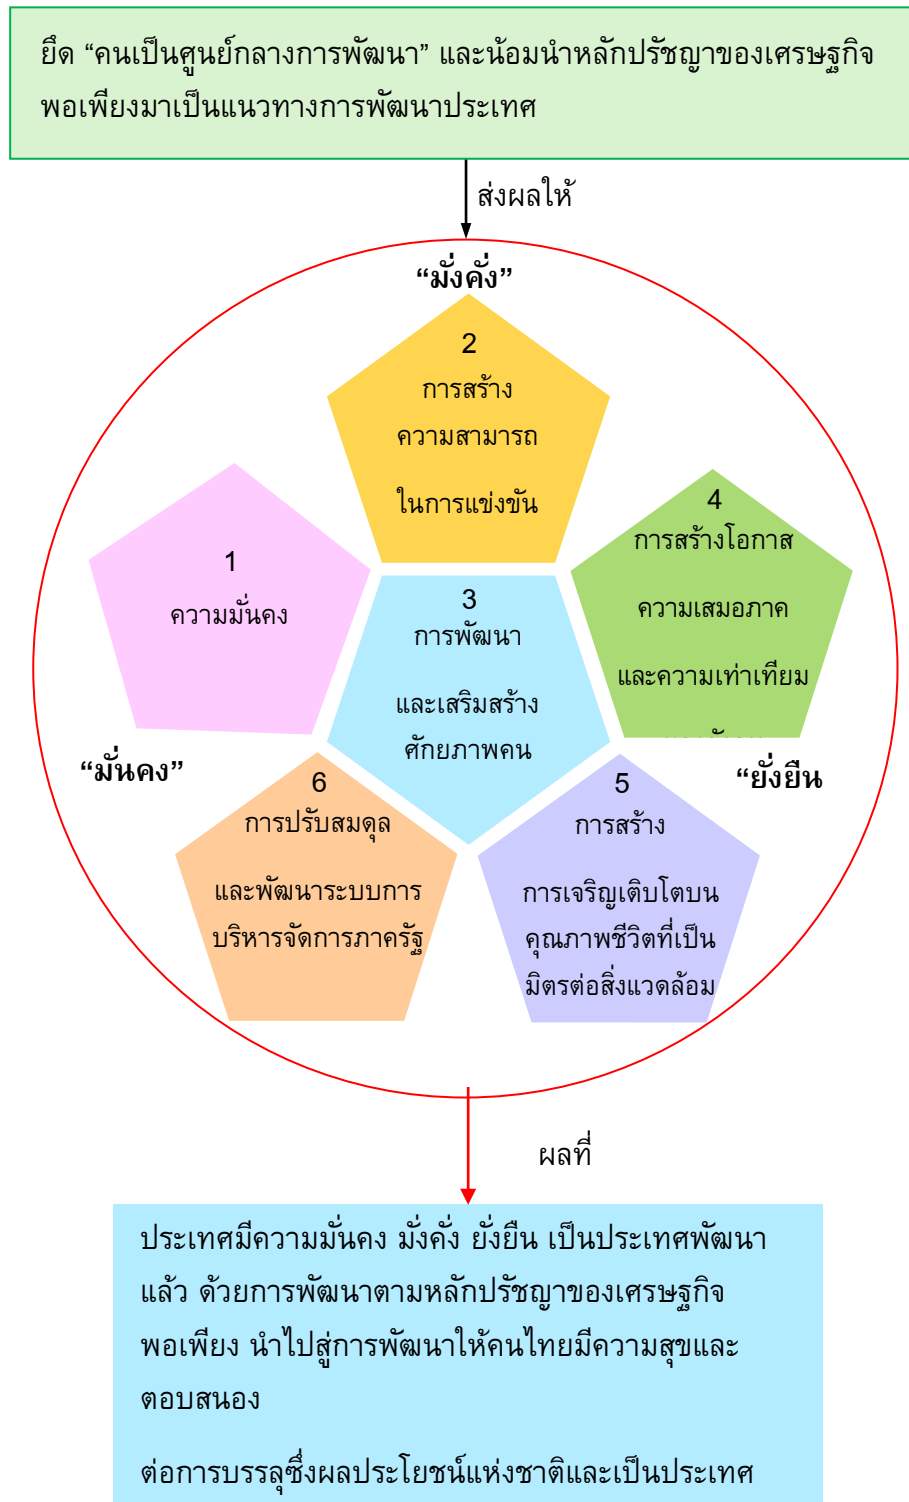 ยึด “คนเป็นศูนย์กลางการพัฒนา” และน้อมนำหลักปรัชญาของเศรษฐกิจ
พอเพียงมาเป็นแนวทางการพัฒนาประเทศ
ส่งผลให้
“มั่งคั่ง”
2
การสร้าง
ความสามารถ
ในการแข่งขัน
1
ความมั่นคง
3
การพัฒนา
และเสริมสร้าง
ศักยภาพคน
4
การสร้างโอกาส
ความเสมอภาค
และความเท่าเทียม
“มั่นคง”
“ยั่งยืน
6
การปรับสมดุล
และพัฒนาระบบการ
บริหารจัดการภาครัฐ
5
การสร้าง
การเจริญเติบโตบน
คุณภาพชีวิตที่เป็น
มิตรต่อสิ่งแวดล้อม
ผลที่
ประเทศมีความมั่นคง มั่งคั่ง ยั่งยืน เป็นประเทศพัฒนา
แล้ว ด้วยการพัฒนาตามหลักปรัชญาของเศรษฐกิจ
พอเพียง นำไปสู่การพัฒนาให้คนไทยมีความสุขและ
ตอบสนอง
ต่อการบรรลุซึ่งผลประโยชน์แห่งชาติและเป็นประเทศ